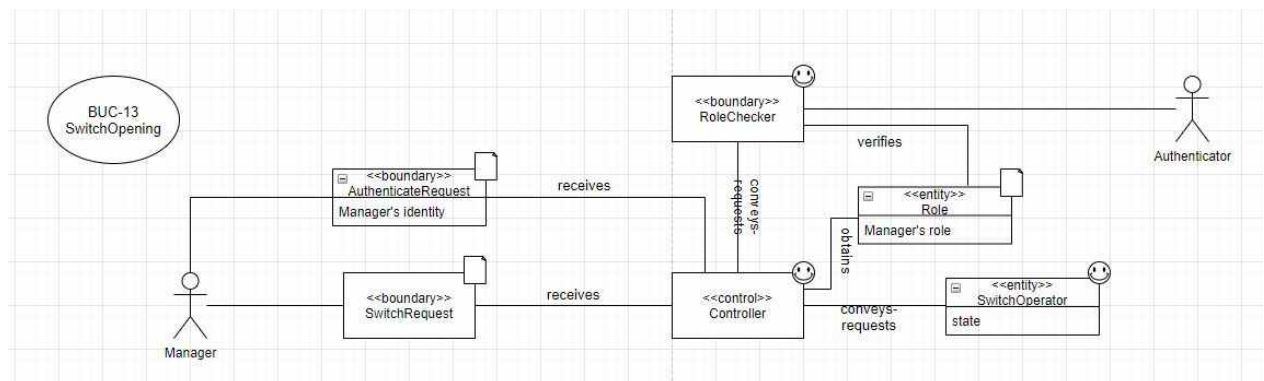 BUC-13
SwitchOpening
<<boundary>>
RoleChecker
Authenticator
verifies
<<boundary>>
AuthenticateRequest
Manager's identity
receives
conveys-
requests
<<entity>>
Role
Manager's role
obtains
Manager
<<boundary>>
SwitchRequest
receives
<<control>>
Controller
conveys-
requests
<<entity>>
SwitchOperator
state